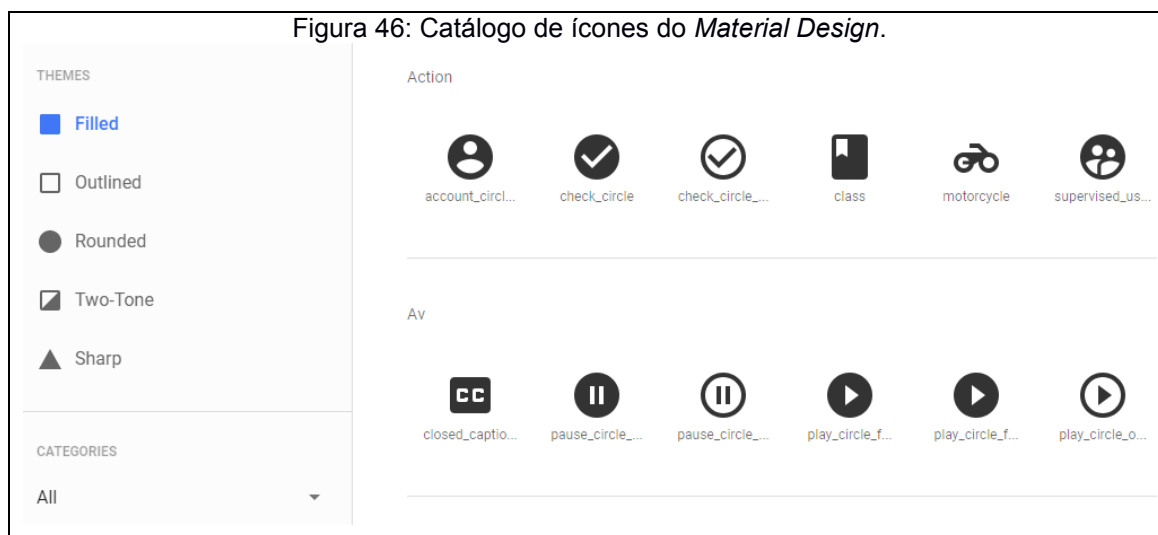 Figura 46: Catálogo de ícones do Material Design.
THEMES
Filled
Outlined
Rounded
Two-Tone
Sharp
CATEGORIES
All
Action
account_circl...
check_circle
check_circle_...
class
motorcycle
supervised_us...
Av
CC
closed_captio...
pause_circle_...
pause_circle_...
play_circle_f...
play_circle_f...
play_circle_o...